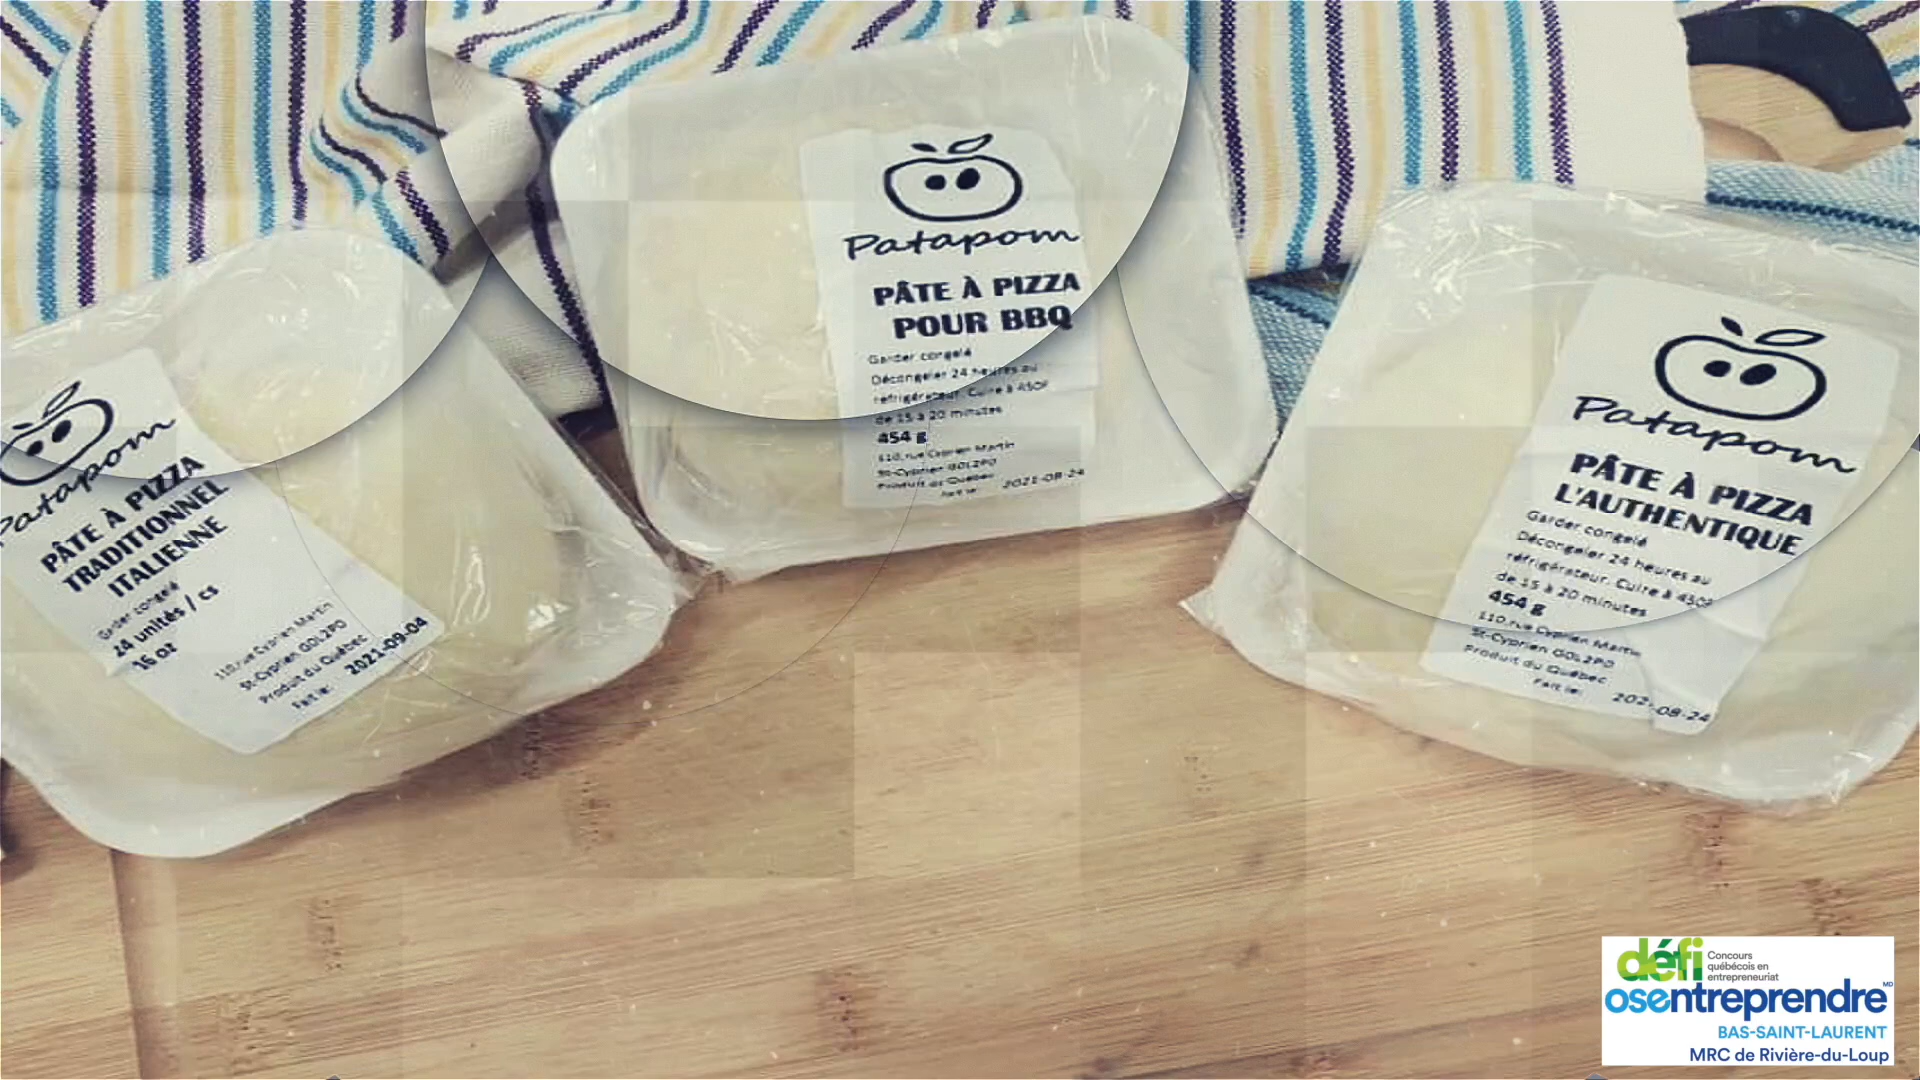 Patapom
PÂTE À PIZZA
TRADITIONNEL
ITALIENNE
Garder congelé
24 unités / cs
16 oz
110,rue Cyprien Martin
St-Cyprien G0L2P0
Produit du Québec
Fait le: 2021-09-04
Patapom
PÂTE À PIZZA
POUR BBQ
Garder congelé
Décongeler 24 heures au
réfrigérateur. Cuire à 450F
de 15 à 20 minutes
454 g
110,rue Cyprien Martin
St-Cyprien G0L2P0
Produit du Québec
Fait le: 2021-08-24
Patapom
PÂTE À PIZZA
L'AUTHENTIQUE
Garder congelé
Décongeler 24 heures au
réfrigérateur. Cuire à 450F
de 15 à 20 minutes
454 g
110,rue Cyprien Martin
St-Cyprien G0L2P0
Produit du Québec
Fait le: 2021-08-24
défi Concours
québécois en
entrepreneuriat
osentreprendre MD
BAS-SAINT-LAURENT
MRC de Rivière-du-Loup